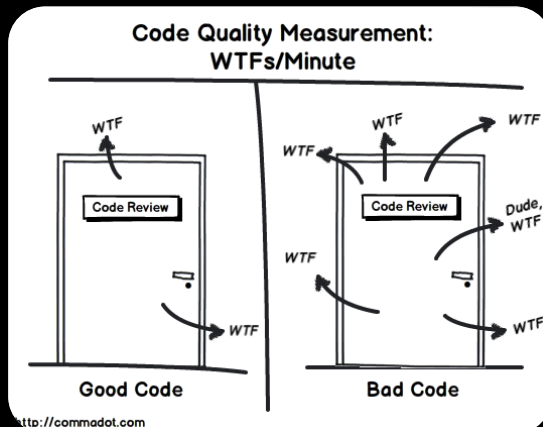 Code Quality Measurement:
WTFs/Minute
WTF
Code Review
WTF
Good Code
WTF
WTF
WTF
Code Review
Dude,
WTF
WTF
WTF
Bad Code
http://commadot.com